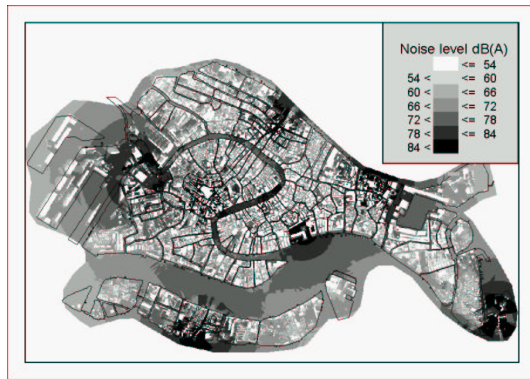 Noise level dB(A)
<= 54
54 < <= 60
60 < <= 66
66 < <= 72
72 < <= 78
78 < <= 84
84 <